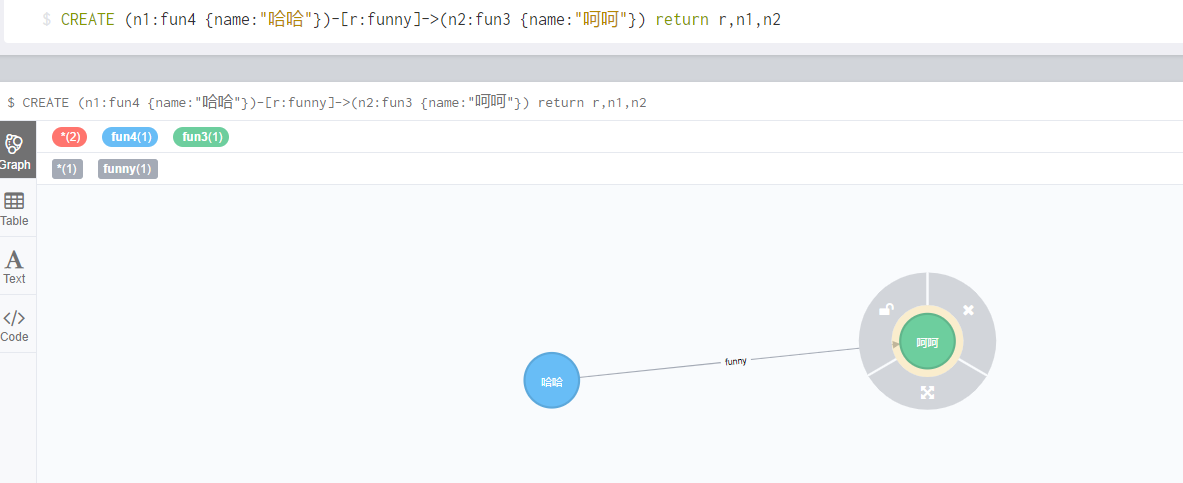 $ CREATE (n1:fun4 {name:"哈哈"})-[r:funny]->(n2:fun3 {name:"呵呵"}) return r,n1,n2
$ CREATE (n1:fun4 {name:"哈哈"})-[r:funny]->(n2:fun3 {name:"呵呵"}) return r,n1,n2
*(2) fun4(1) fun3(1)
Graph
*(1) funny(1)
Table
A
Text
</> 
Code
呵呵
funny
哈哈